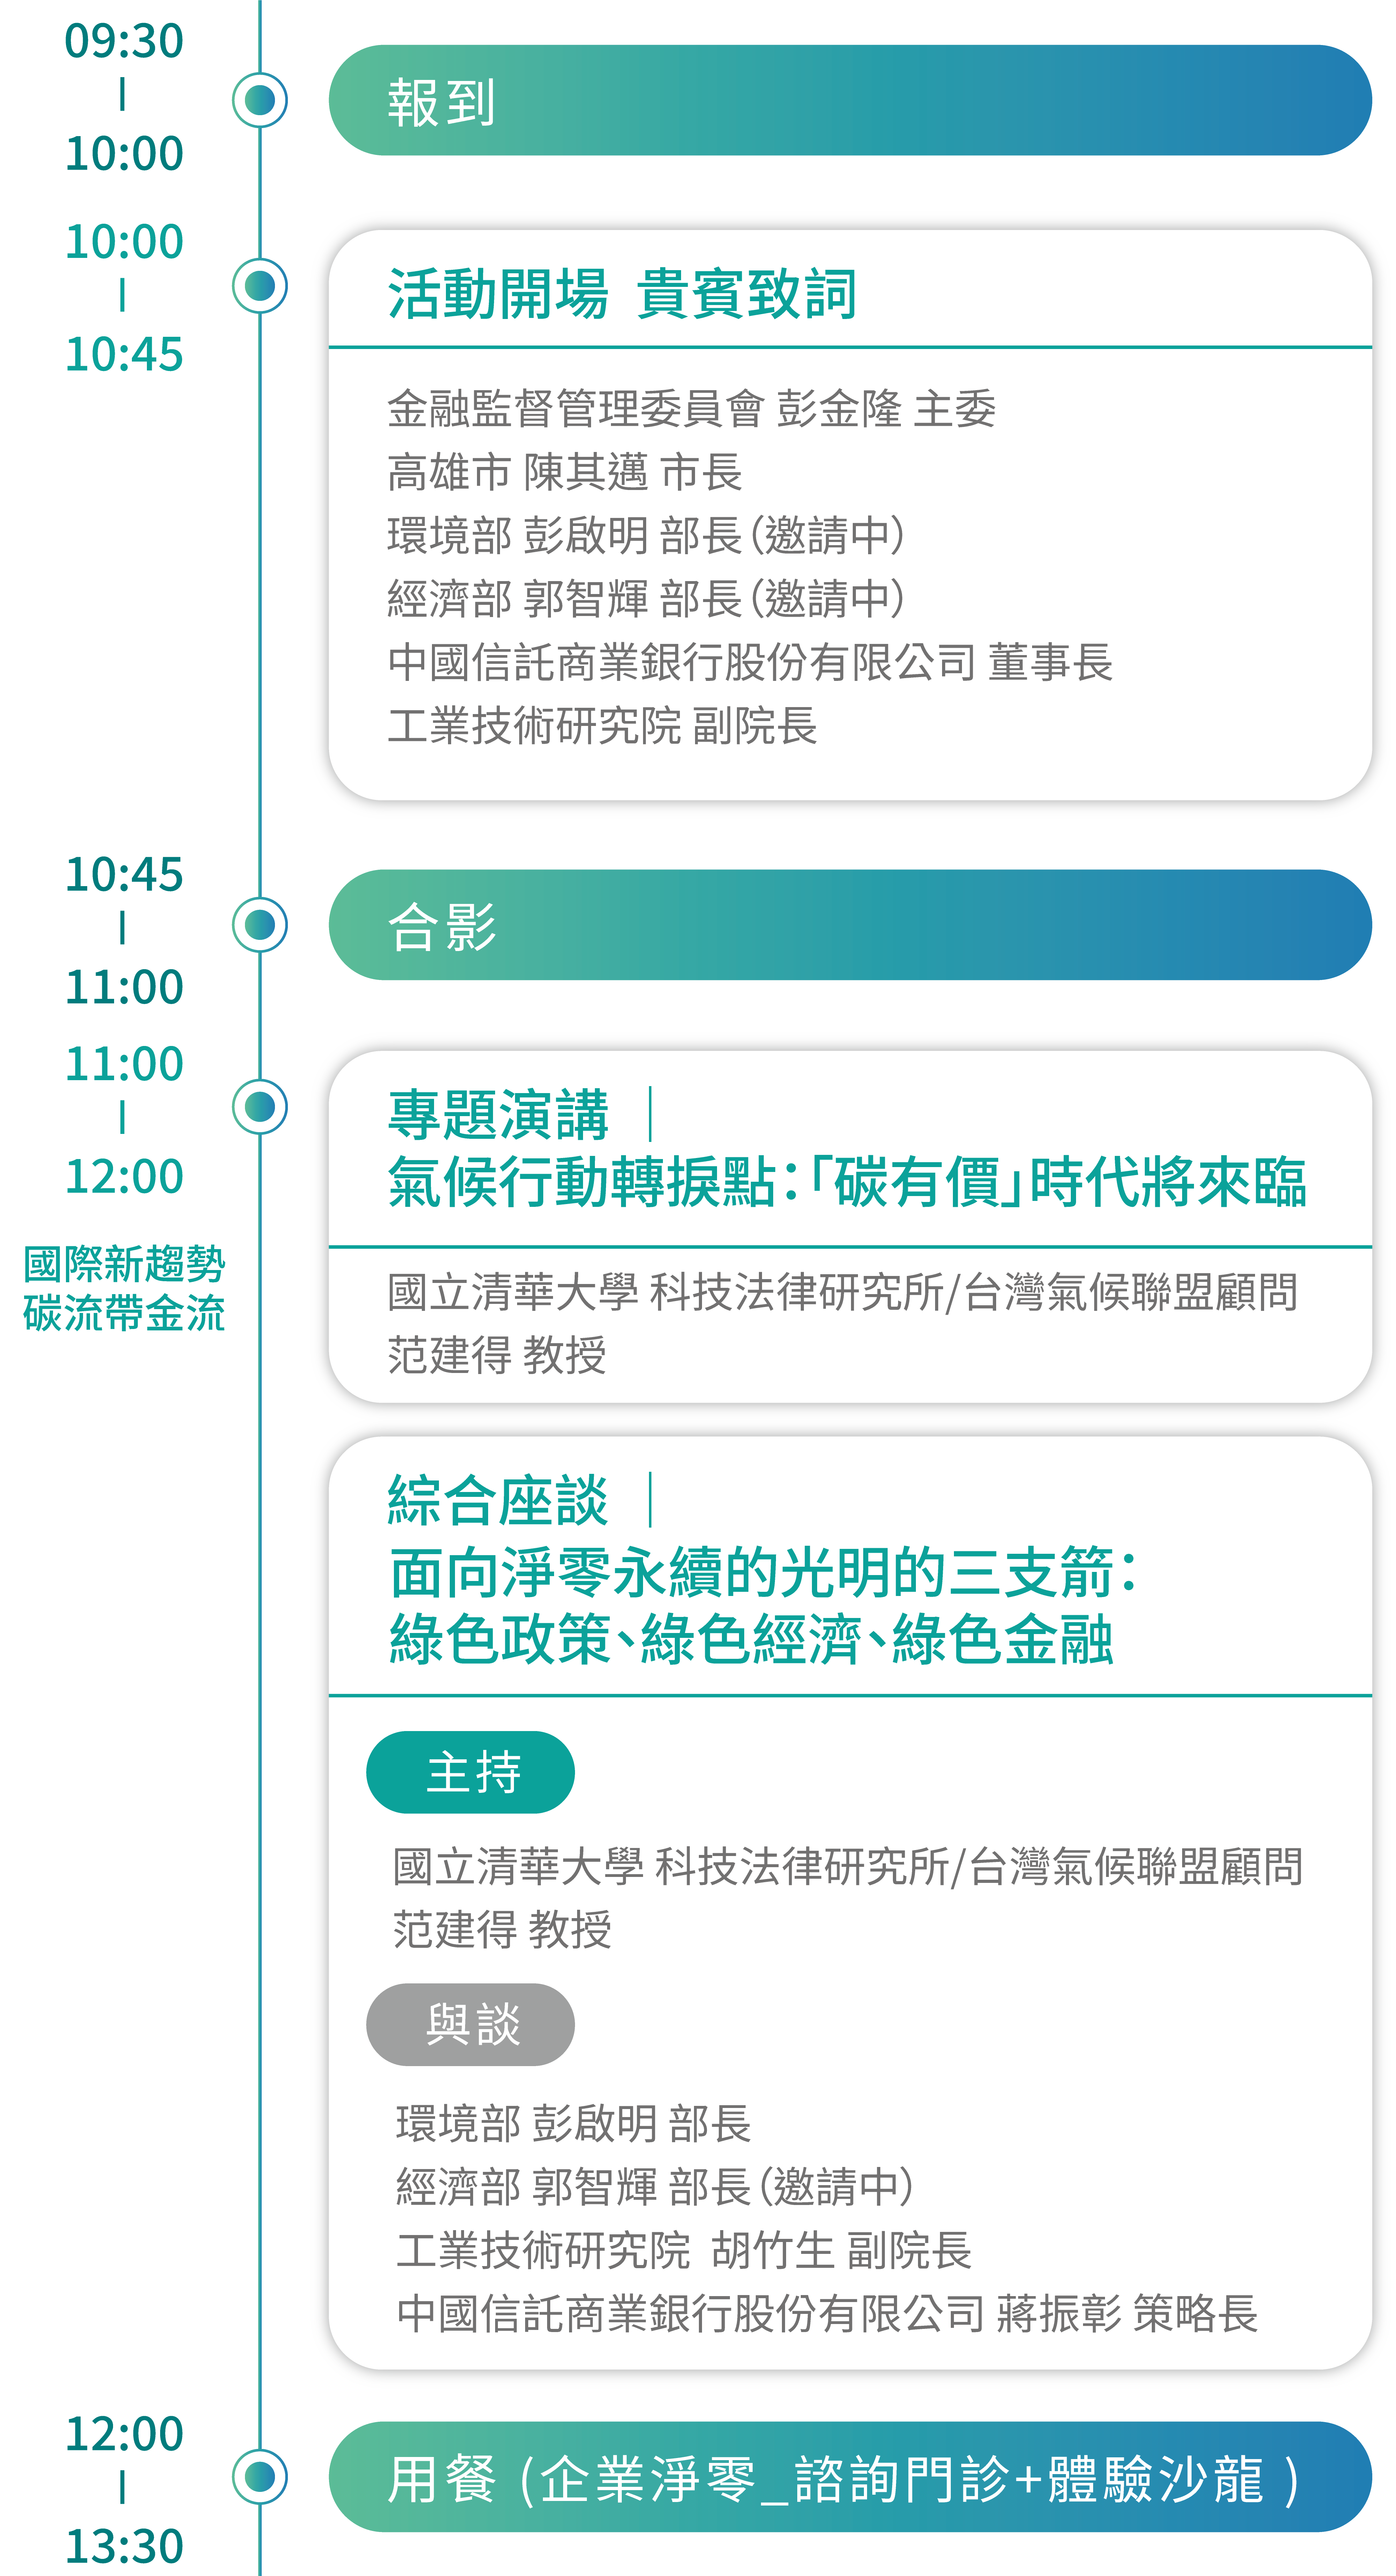 09:30
|
10:00
報到
10:00
|
10:45
活動開場 貴賓致詞
金融監督管理委員會 彭金隆 主委
高雄市 陳其邁 市長
環境部 彭啟明 部長（邀請中）
經濟部 郭智輝 部長（邀請中）
中國信託商業銀行股份有限公司 董事長
工業技術研究院 副院長
10:45
|
11:00
合影
11:00
|
12:00
國際新趨勢
碳流帶金流
專題演講｜
氣候行動轉捩點：「碳有價」時代將來臨
國立清華大學 科技法律研究所/台灣氣候聯盟顧問
范建得 教授
綜合座談｜
面向淨零永續的光明的三支箭：
綠色政策、綠色經濟、綠色金融
主持
國立清華大學 科技法律研究所/台灣氣候聯盟顧問
范建得 教授
與談
環境部 彭啟明 部長
經濟部 郭智輝 部長（邀請中）
工業技術研究院 胡竹生 副院長
中國信託商業銀行股份有限公司 蔣振彰 策略長
12:00
|
13:30
用餐 (企業淨零_諮詢門診+體驗沙龍 )